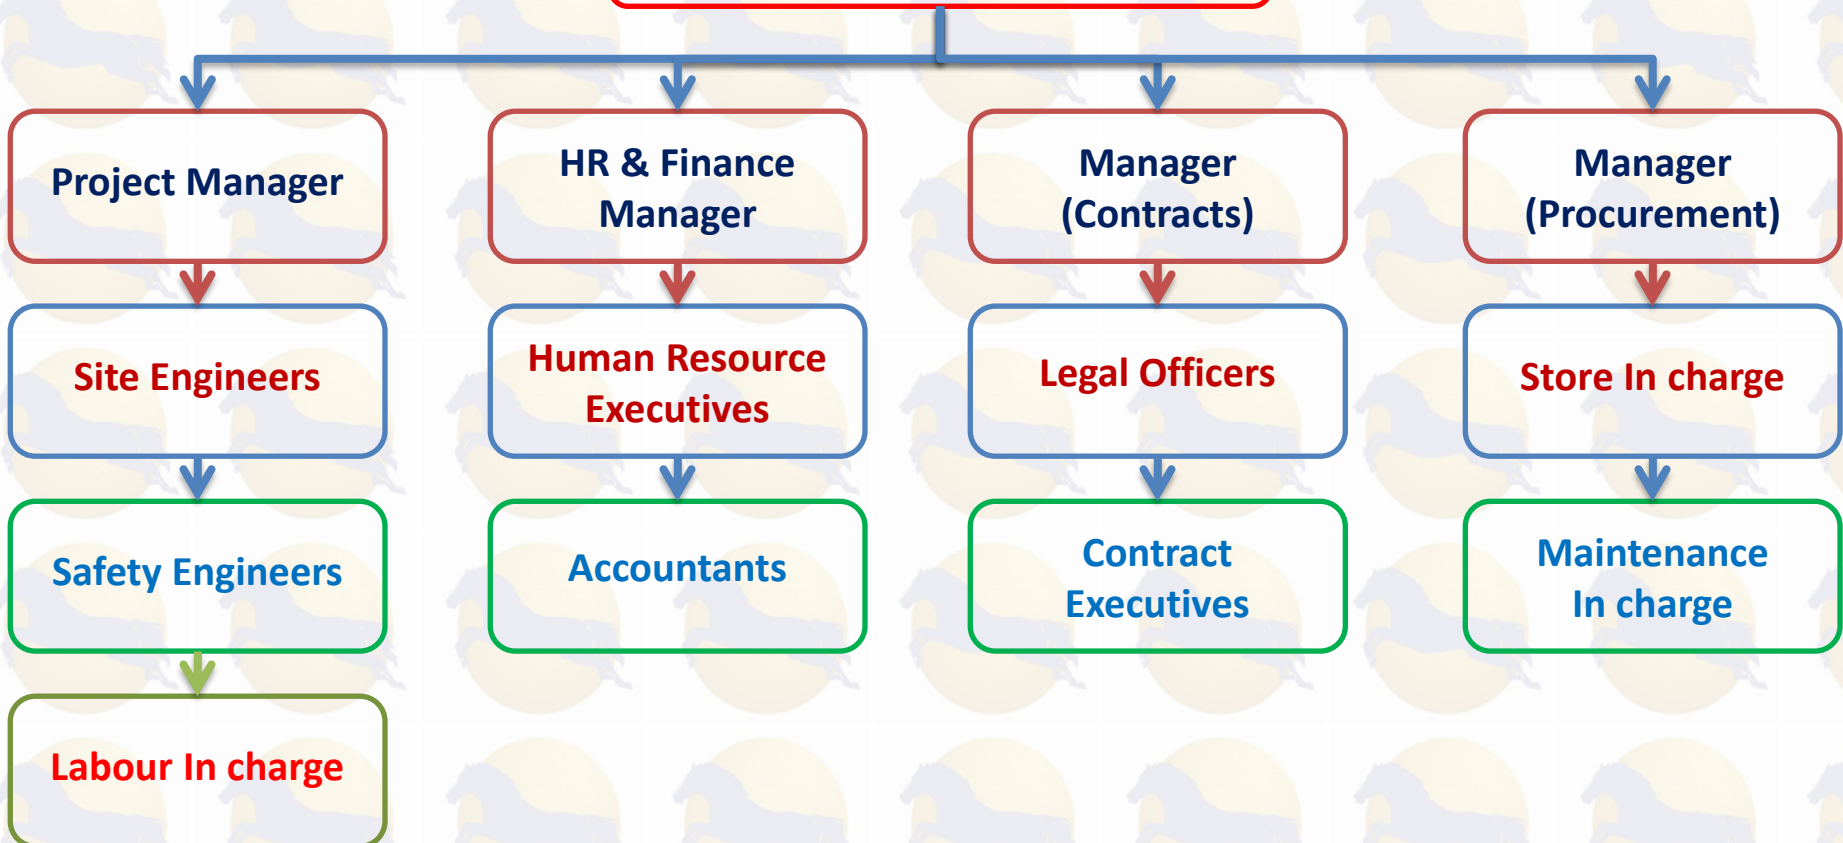 Project Manager
HR & Finance
Manager
Manager
(Contracts)
Manager
(Procurement)
Site Engineers
Human Resource
Executives
Legal Officers
Store In charge
Safety Engineers
Accountants
Contract
Executives
Maintenance
In charge
Labour In charge